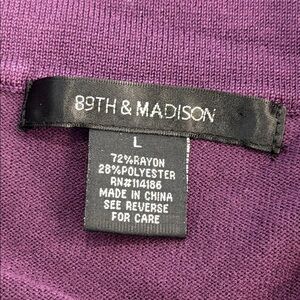 89TH & MADISON
L
72%RAYON
28%POLYESTER
RN#114186
MADE IN CHINA
SEE REVERSE
FOR CARE